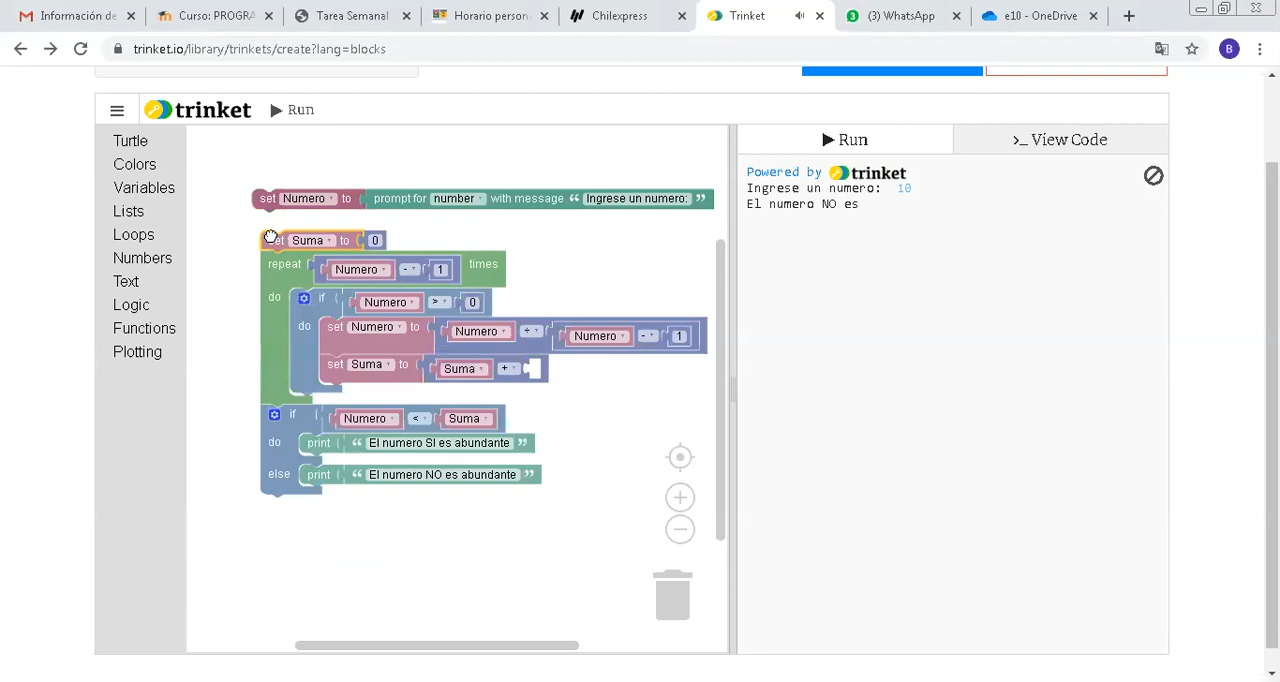 Información de
Curso: PROGRA
Tarea Semanal
Horario person
Chilexpress
Trinket
(3) WhatsApp
e10 - OneDrive
trinket.io/library/trinkets/create?lang=blocks
B
trinket
Run
Turtle
Colors
Variables
Lists
Loops
Numbers
Text
Logic
Functions
Plotting
set Numero to prompt for number with message “ Ingrese un numero: ”
Suma to 0
repeat Numero - 1 times
do if Numero > 0
do set Numero to Numero ÷ Numero - 1
set Suma to Suma +
if Numero < Suma
do print “ El numero SI es abundante ”
else print “ El numero NO es abundante ”
Run
>_ View Code
Powered by trinket
Ingrese un numero: 10
El numero NO es